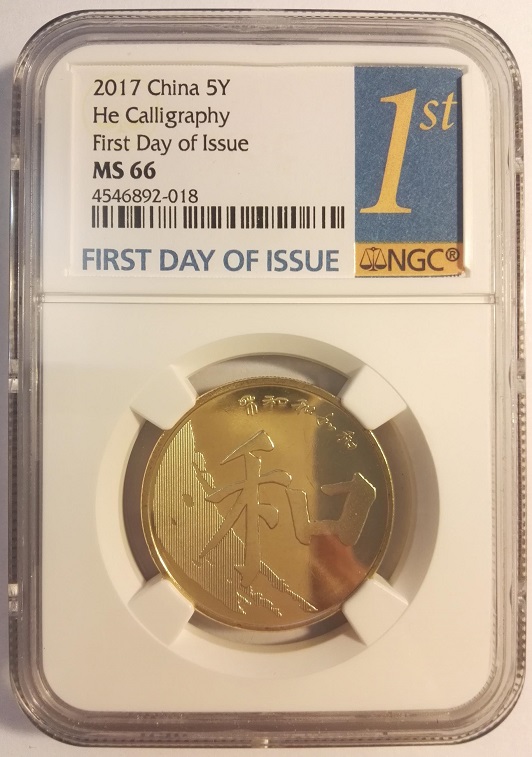 2017 China 5Y
He Calligraphy
First Day of Issue
MS 66
4546892-018
FIRST DAY OF ISSUE
1st
NGC®
和